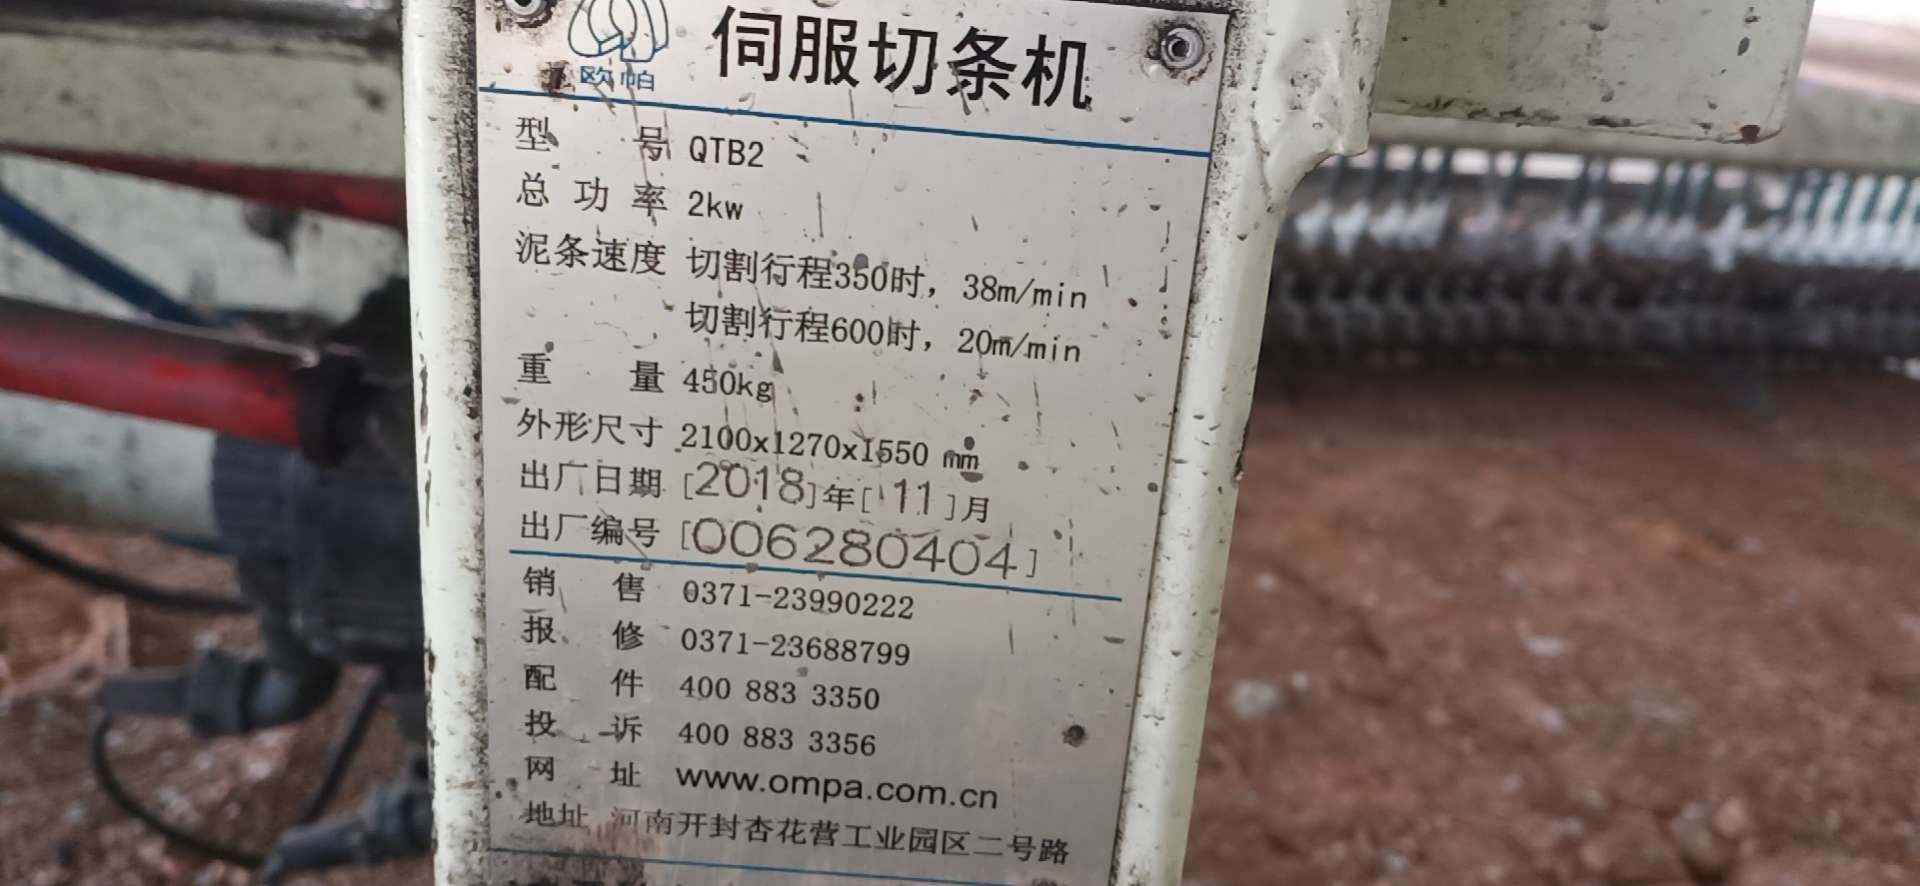 欧帕
伺服切条机
型号 QTB2
总功率 2kw
泥条速度 切割行程350时，38m/min
切割行程600时，20m/min
重量 450kg
外形尺寸 2100x1270x1550 mm
出厂日期 [2018]年[11]月
出厂编号 [006280404]
销售 0371-23990222
报修 0371-23688799
配件 400 883 3350
投诉 400 883 3356
网址 www.ompa.com.cn
地址 河南开封杏花营工业园区二号路